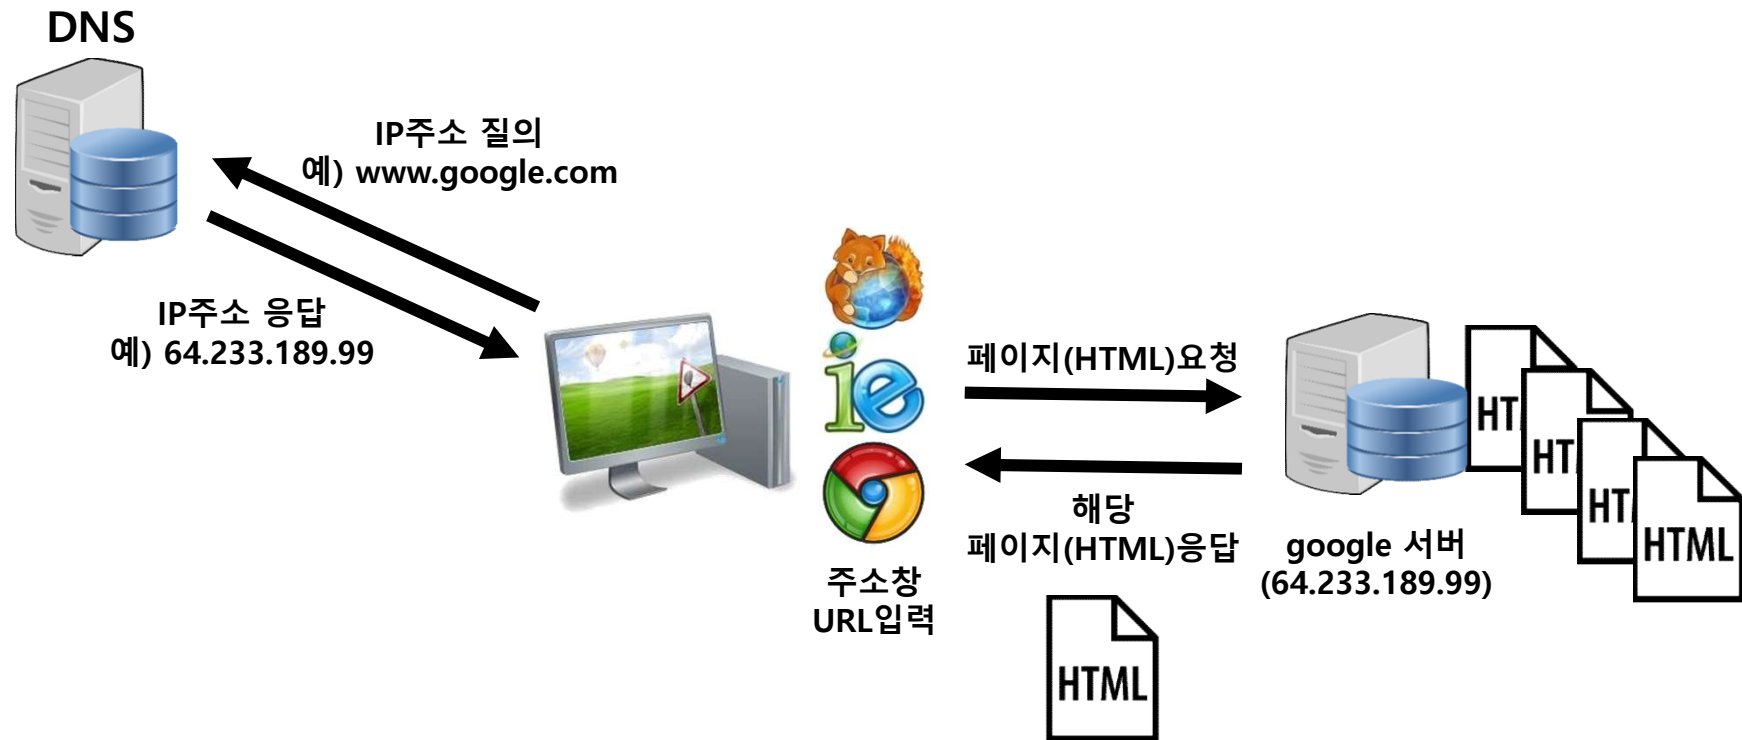 DNS
IP주소 질의
예) www.google.com
IP주소 응답
예) 64.233.189.99
주소창
URL입력
페이지(HTML)요청
해당
페이지(HTML)응답
HTML
google 서버
(64.233.189.99)
HT
HT
HT
HTML